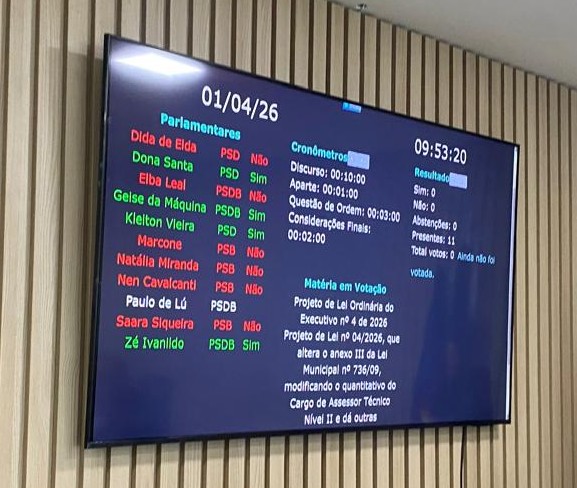 01/04/26
Parlamentares
Dida de Elda PSD Não
Dona Santa PSD Sim
Elba Leal PSDB Não
Geise da Máquina PSDB Sim
Kleiton Vieira PSD Sim
Marcone PSB Não
Natália Miranda PSB Não
Nen Cavalcanti PSB Não
Paulo de Lú PSDB
Saara Siqueira PSB Não
Zé Ivanildo PSDB Sim
Cronômetros
Discurso: 00:10:00
Aparte: 00:01:00
Questão de Ordem: 00:03:00
Considerações Finais:
00:02:00
Matéria em Votação
Projeto de Lei Ordinária do
Executivo nº 4 de 2026
Projeto de Lei nº 04/2026, que
altera o anexo III da Lei
Municipal nº 736/09,
modificando o quantitativo do
Cargo de Assessor Técnico
Nível II e dá outras
09:53:20
Resultado
Sim: 0
Não: 0
Abstenções: 0
Presentes: 11
Total votos: 0 Ainda não foi
votada.